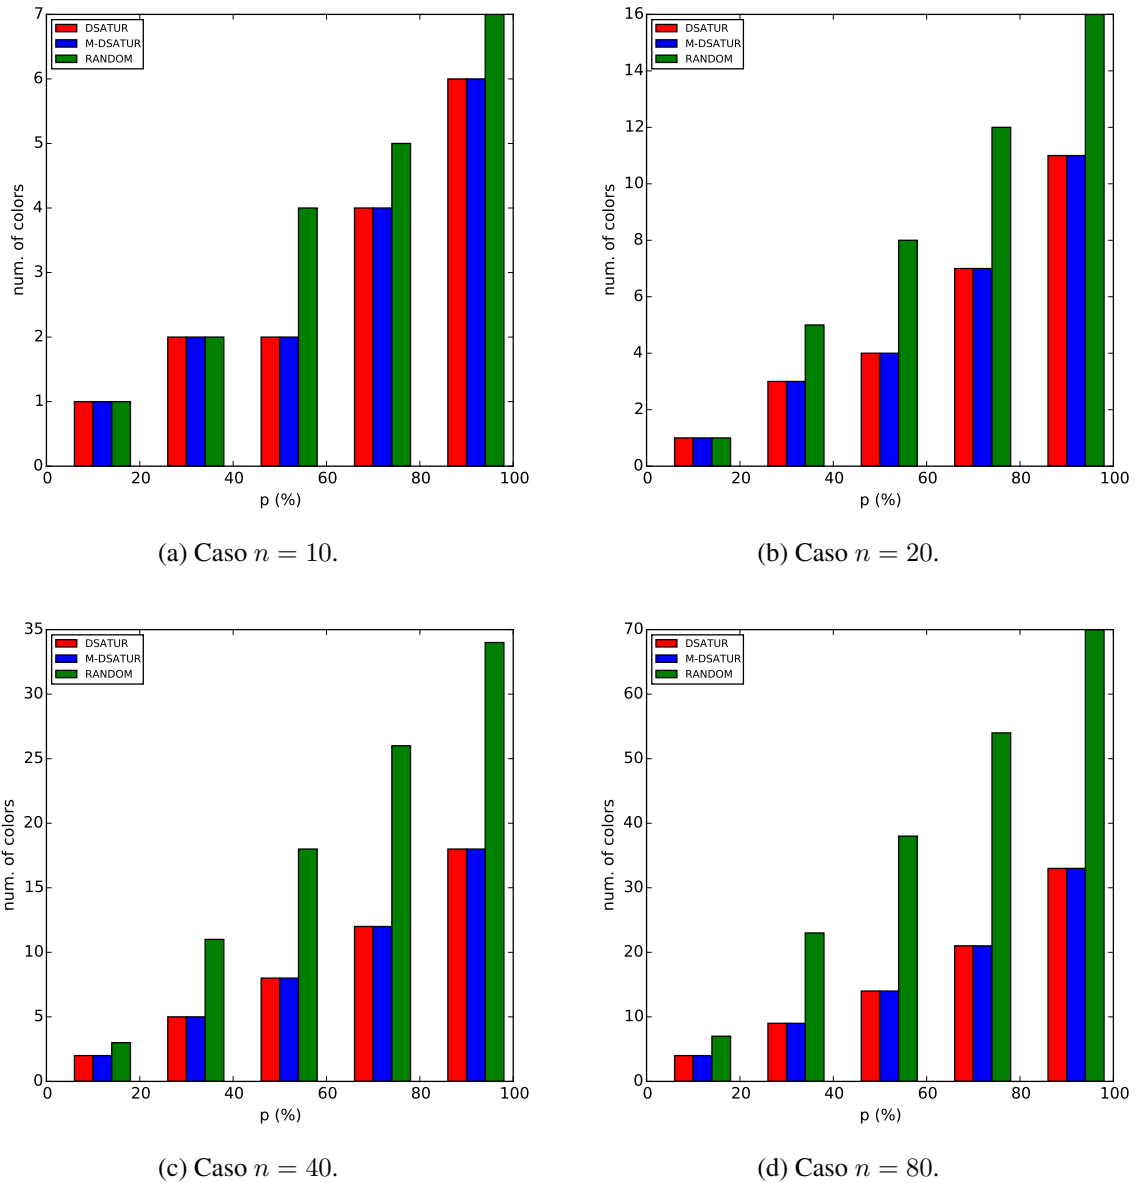 7
6
5
4
3
2
1
0
num. of colors
DSATUR
M-DSATUR
RANDOM
0 20 40 60 80 100
p (%)
(a) Caso n = 10.
16
14
12
10
8
6
4
2
0
num. of colors
DSATUR
M-DSATUR
RANDOM
0 20 40 60 80 100
p (%)
(b) Caso n = 20.
35
30
25
20
15
10
5
0
num. of colors
DSATUR
M-DSATUR
RANDOM
0 20 40 60 80 100
p (%)
(c) Caso n = 40.
70
60
50
40
30
20
10
0
num. of colors
DSATUR
M-DSATUR
RANDOM
0 20 40 60 80 100
p (%)
(d) Caso n = 80.